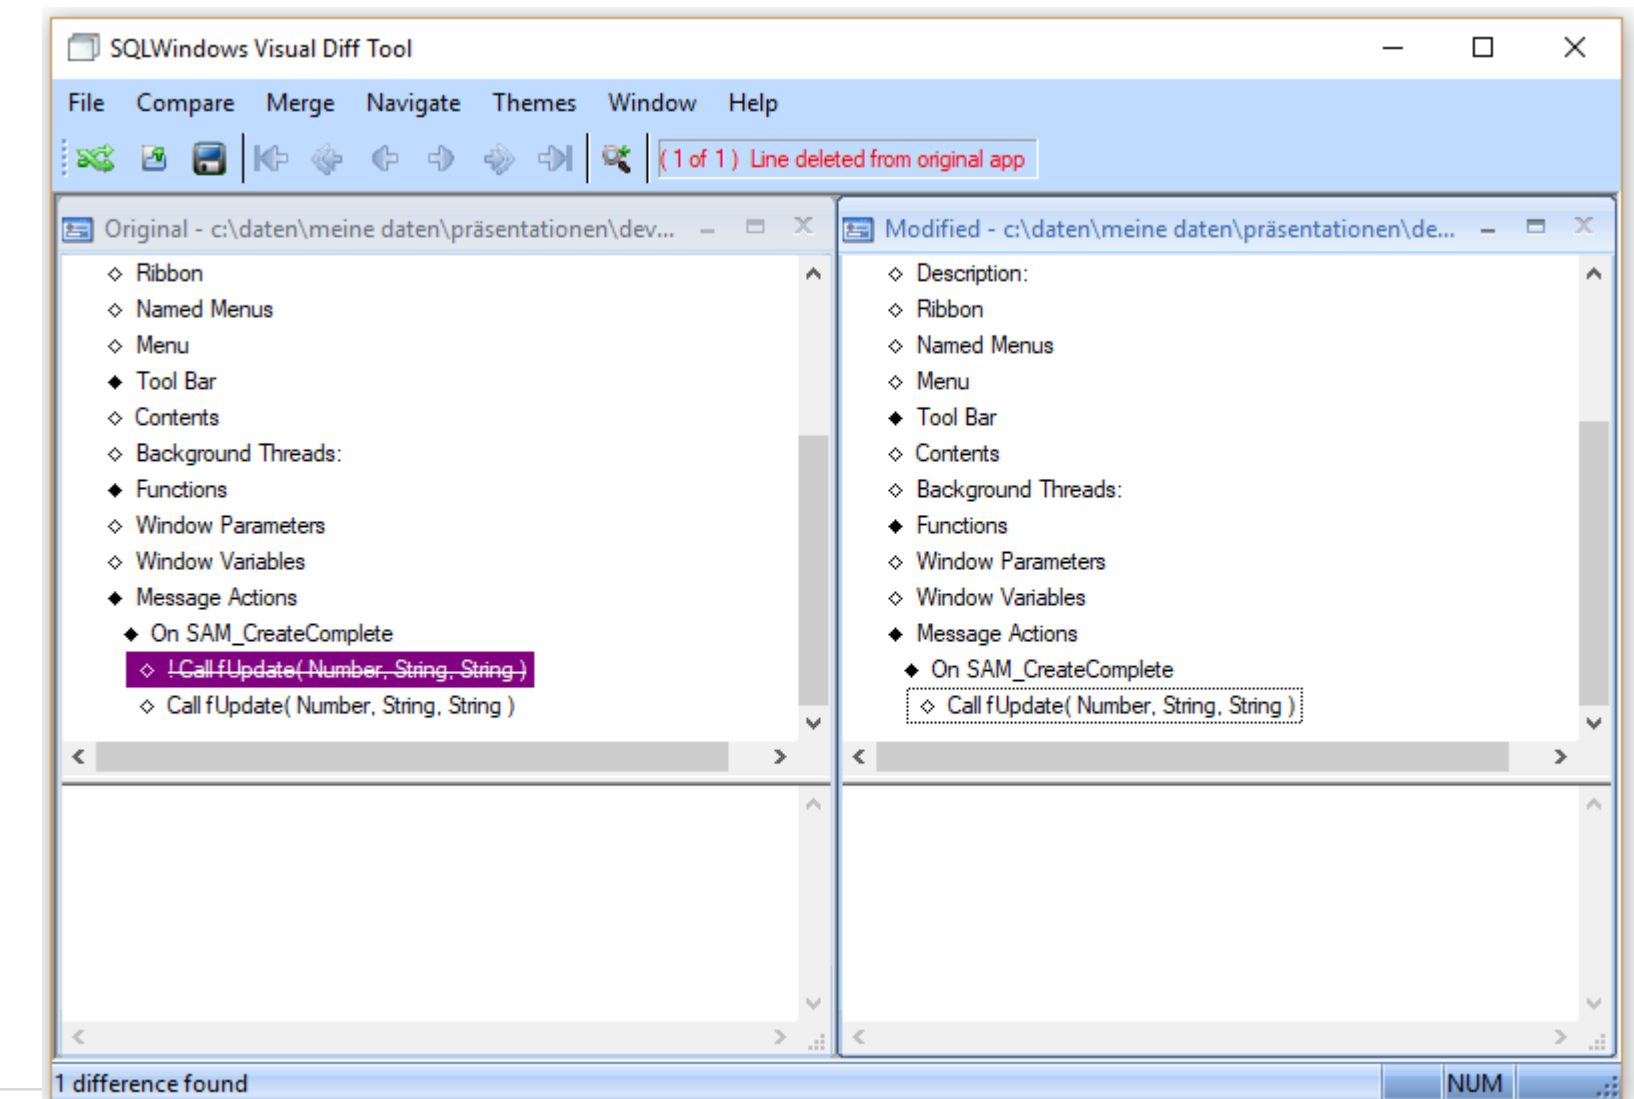 SQLWindows Visual Diff Tool
File Compare Merge Navigate Themes Window Help
( 1 of 1 ) Line deleted from original app
Original - c:\daten\meine daten\präsentationen\dev...
Ribbon
Named Menus
Menu
Tool Bar
Contents
Background Threads:
Functions
Window Parameters
Window Variables
Message Actions
On SAM_CreateComplete
! Call fUpdate( Number, String, String )
Call fUpdate( Number, String, String )
Modified - c:\daten\meine daten\präsentationen\de...
Description:
Ribbon
Named Menus
Menu
Tool Bar
Contents
Background Threads:
Functions
Window Parameters
Window Variables
Message Actions
On SAM_CreateComplete
Call fUpdate( Number, String, String )
1 difference found
NUM